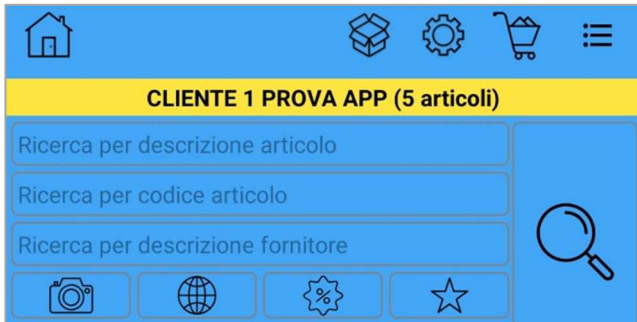 CLIENTE 1 PROVA APP (5 articoli)
Ricerca per descrizione articolo
Ricerca per codice articolo
Ricerca per descrizione fornitore
%